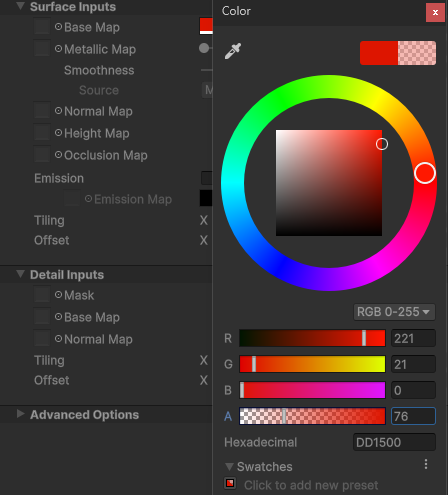 Surface Inputs
Base Map
Metallic Map
Smoothness
Source M
Normal Map
Height Map
Occlusion Map
Emission
Emission Map
Tiling X
Offset X
Detail Inputs
Mask
Base Map
Normal Map
Tiling X
Offset X
Advanced Options
Color x
RGB 0-255
R 221
G 21
B 0
A 76
Hexadecimal DD1500
Swatches
Click to add new preset